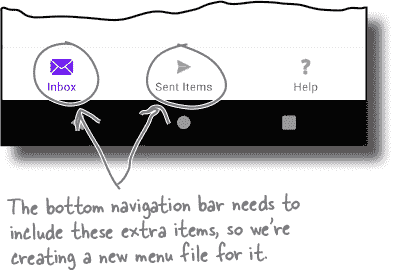 Inbox Sent Items Help
The bottom navigation bar needs to
include these extra items, so we're
creating a new menu file for it.